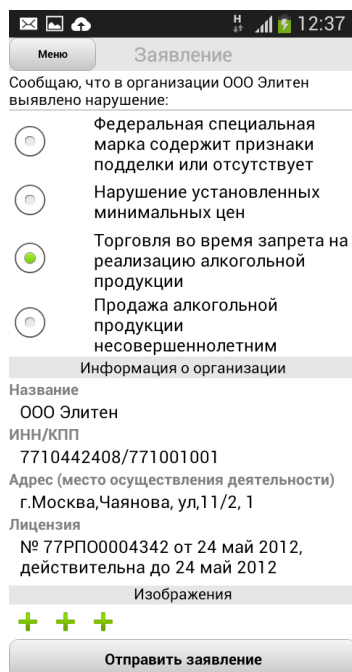 H
12:37
Меню
Заявление
Сообщаю, что в организации ООО Элитен
выявлено нарушение:
Федеральная специальная
марка содержит признаки
подделки или отсутствует
Нарушение установленных
минимальных цен
Торговля во время запрета на
реализацию алкогольной
продукции
Продажа алкогольной
продукции
несовершеннолетним
Информация о организации
Название
ООО Элитен
ИНН/КПП
7710442408/771001001
Адрес (место осуществления деятельности)
г.Москва,Чаянова, ул,11/2, 1
Лицензия
№ 77РПО0004342 от 24 май 2012,
действительна до 24 май 2012
Изображения
Отправить заявление